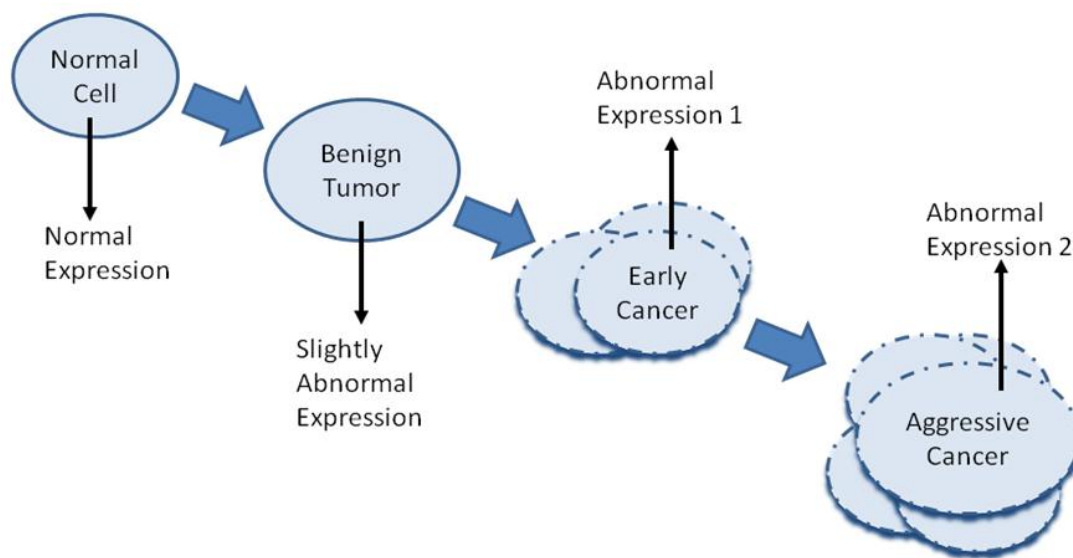 Normal
Cell
Normal
Expression
Benign
Tumor
Slightly
Abnormal
Expression
Abnormal
Expression 1
Early
Cancer
Abnormal
Expression 2
Aggressive
Cancer